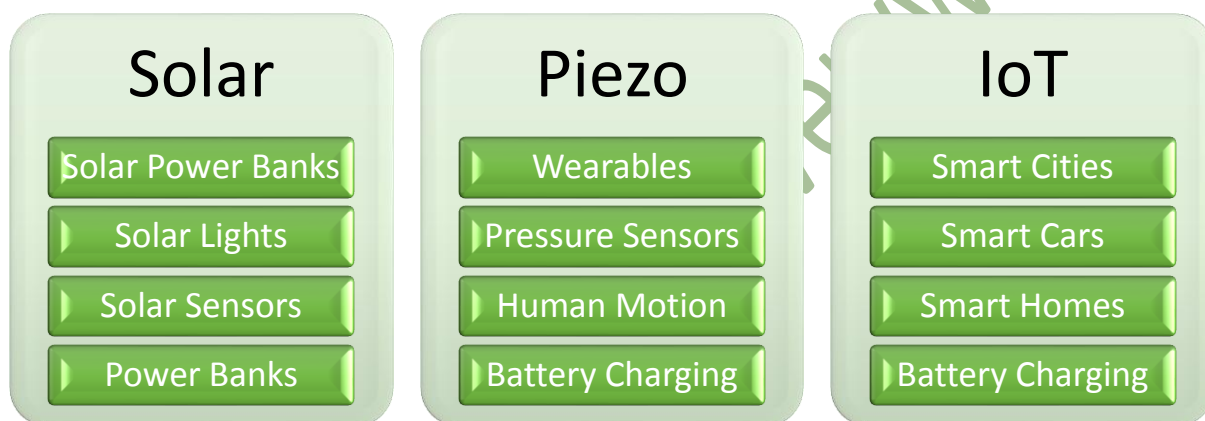 Solar
Solar Power Banks
Solar Lights
Solar Sensors
Power Banks
Piezo
Wearables
Pressure Sensors
Human Motion
Battery Charging
IoT
Smart Cities
Smart Cars
Smart Homes
Battery Charging